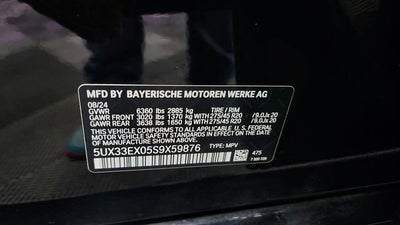 MFD BY BAYERISCHE MOTOREN WERKE AG
08/24
GVWR 6360 lbs 2885 kg TIRE / RIM
GAWR FRONT 3020 lbs 1370 kg WITH 275/45 R20 /9.0Jx 20
GAWR REAR 3638 lbs 1650 kg WITH 275/45 R20 /9.0Jx 20
THIS VEHICLE CONFORMS TO ALL APPLICABLE U.S. FEDERAL
MOTOR VEHICLE SAFETY STANDARDS IN EFFECT ON THE DATE
OF MANUFACTURE SHOWN ABOVE.
5UX33EX05S9X59876 TYPE: MPV
475